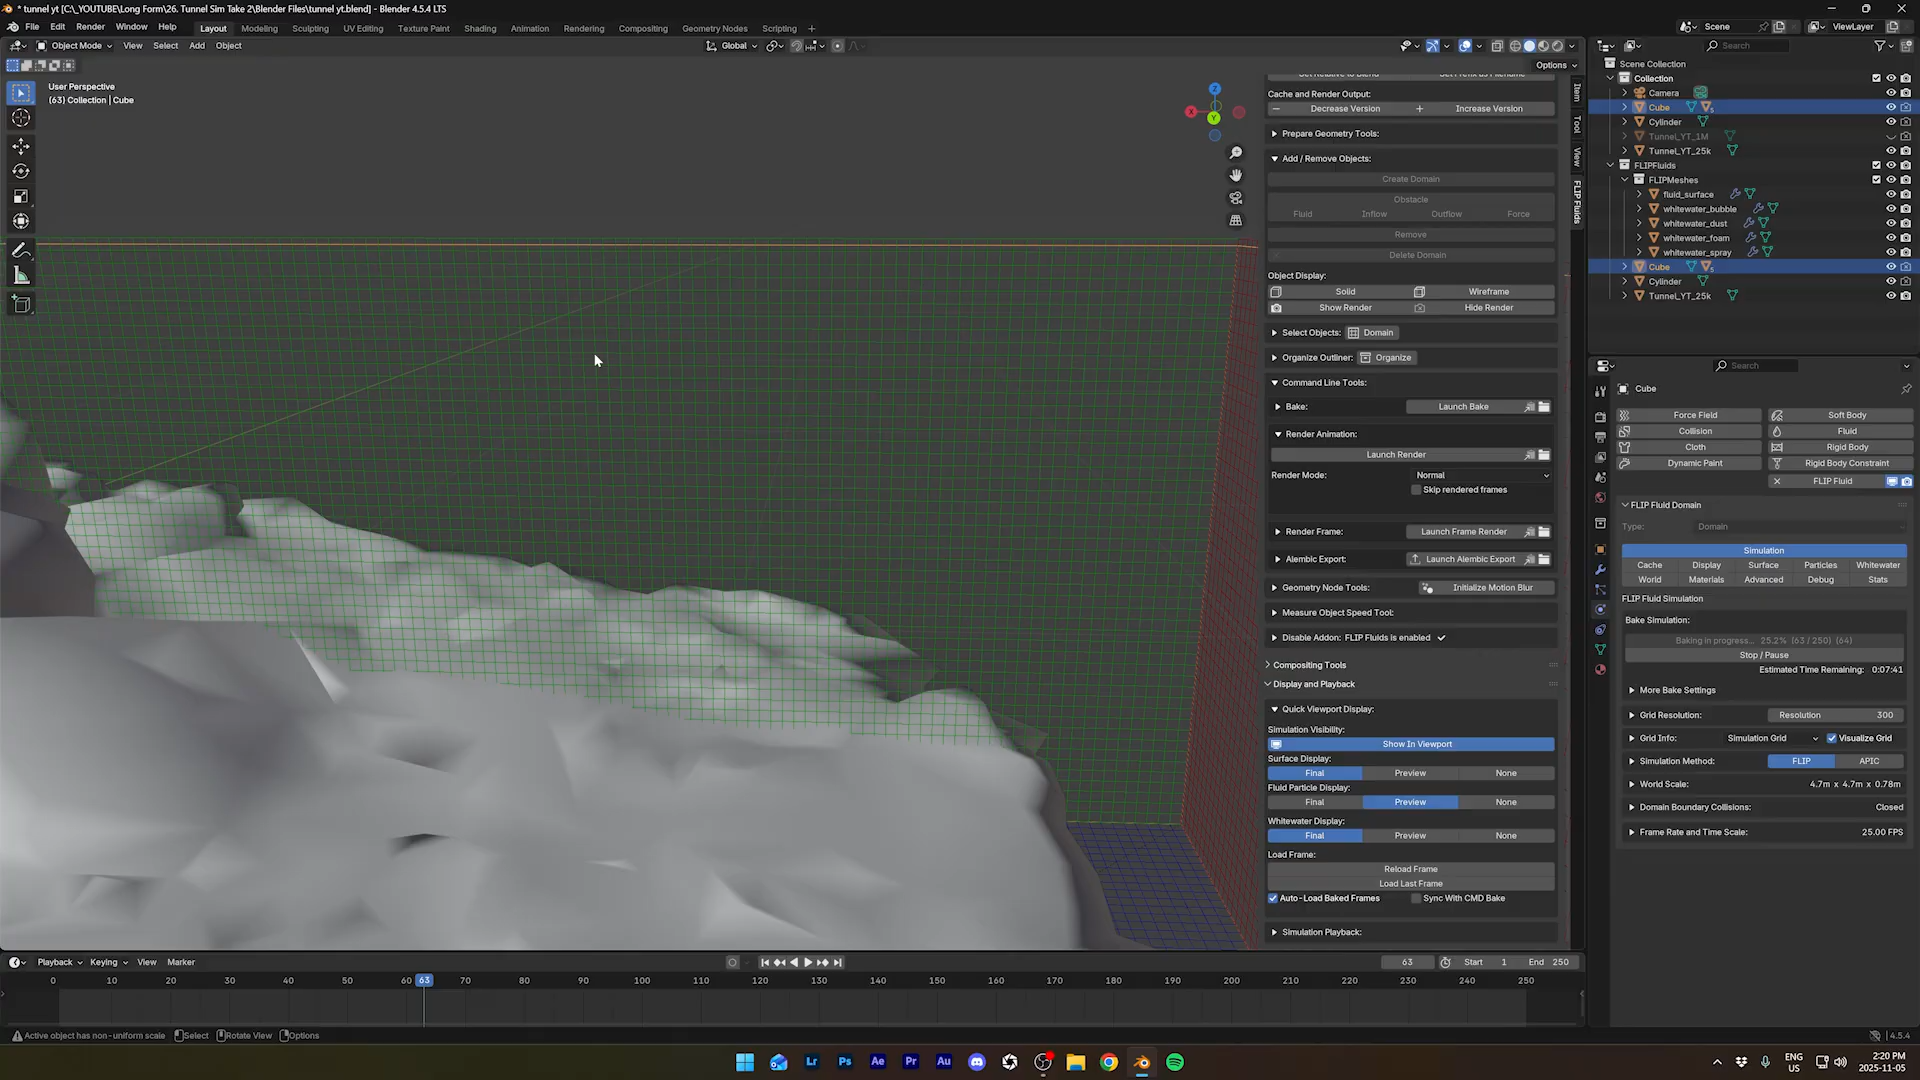 * tunnel yt [C:\_YOUTUBE\Long Form\26. Tunnel Sim Take 2\Blender Files\tunnel yt.blend] - Blender 4.5.4 LTS
File Edit Render Window Help Layout Modeling Sculpting UV Editing Texture Paint Shading Animation Rendering Compositing Geometry Nodes Scripting + Scene ViewLayer
Object Mode View Select Add Object Global Search
Options
User Perspective
(63) Collection | Cube
Z
X
Y
Cache and Render Output:
Decrease Version Increase Version
Prepare Geometry Tools:
Add / Remove Objects:
Create Domain
Obstacle
Fluid Inflow Outflow Force
Remove
Delete Domain
Object Display:
Solid Wireframe
Show Render Hide Render
Select Objects: Domain
Organize Outliner: Organize
Command Line Tools:
Bake: Launch Bake
Render Animation:
Launch Render
Render Mode: Normal
Skip rendered frames
Render Frame: Launch Frame Render
Alembic Export: Launch Alembic Export
Geometry Node Tools: Initialize Motion Blur
Measure Object Speed Tool:
Disable Addon: FLIP Fluids is enabled
Compositing Tools
Display and Playback
Quick Viewport Display:
Simulation Visibility:
Show In Viewport
Surface Display:
Final Preview None
Fluid Particle Display:
Final Preview None
Whitewater Display:
Final Preview None
Load Frame:
Reload Frame
Load Last Frame
Auto-Load Baked Frames Sync With CMD Bake
Simulation Playback:
Item
Tool
View
FLIP Fluids
Scene Collection
Collection
Camera
Cube
Cylinder
Tunnel_YT_1M
Tunnel_YT_25k
FLIPFluids
FLIPMeshes
fluid_surface
whitewater_bubble
whitewater_dust
whitewater_foam
whitewater_spray
Cube
Cylinder
Tunnel_YT_25k
Search
Cube
Force Field Soft Body
Collision Fluid
Cloth Rigid Body
Dynamic Paint Rigid Body Constraint
FLIP Fluid
FLIP Fluid Domain
Type: Domain
Simulation
Cache Display Surface Particles Whitewater
World Materials Advanced Debug Stats
FLIP Fluid Simulation
Bake Simulation:
Baking in progress... 25.2% (63 / 250) (64)
Stop / Pause
Estimated Time Remaining: 0:07:41
More Bake Settings
Grid Resolution: Resolution 300
Grid Info: Simulation Grid Visualize Grid
Simulation Method: FLIP APIC
World Scale: 4.7m x 4.7m x 0.78m
Domain Boundary Collisions: Closed
Frame Rate and Time Scale: 25.00 FPS
Playback Keying View Marker 63 Start 1 End 250
0 10 20 30 40 50 60 63 70 80 90 100 110 120 130 140 150 160 170 180 190 200 210 220 230 240 250
Active object has non-uniform scale Select Rotate View Options 4.5.4
Lr Ps Ae Pr Au
ENG
US
2:20 PM
2025-11-05